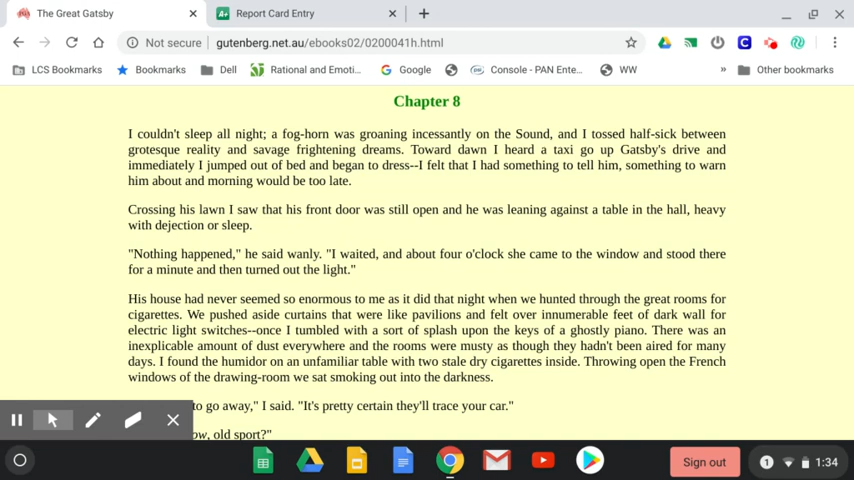 The Great Gatsby
Report Card Entry
Not secure | gutenberg.net.au/ebooks02/0200041h.html
LCS Bookmarks
Bookmarks
Dell
Rational and Emoti...
Google
Console - PAN Ente...
WW
»
Other bookmarks
Chapter 8
I couldn't sleep all night; a fog-horn was groaning incessantly on the Sound, and I tossed half-sick between
grotesque reality and savage frightening dreams. Toward dawn I heard a taxi go up Gatsby's drive and
immediately I jumped out of bed and began to dress--I felt that I had something to tell him, something to warn
him about and morning would be too late.
Crossing his lawn I saw that his front door was still open and he was leaning against a table in the hall, heavy
with dejection or sleep.
"Nothing happened," he said wanly. "I waited, and about four o'clock she came to the window and stood there
for a minute and then turned out the light."
His house had never seemed so enormous to me as it did that night when we hunted through the great rooms for
cigarettes. We pushed aside curtains that were like pavilions and felt over innumerable feet of dark wall for
electric light switches--once I tumbled with a sort of splash upon the keys of a ghostly piano. There was an
inexplicable amount of dust everywhere and the rooms were musty as though they hadn't been aired for many
days. I found the humidor on an unfamiliar table with two stale dry cigarettes inside. Throwing open the French
windows of the drawing-room we sat smoking out into the darkness.
to go away," I said. "It's pretty certain they'll trace your car."
ow, old sport?"
Sign out
1
1:34